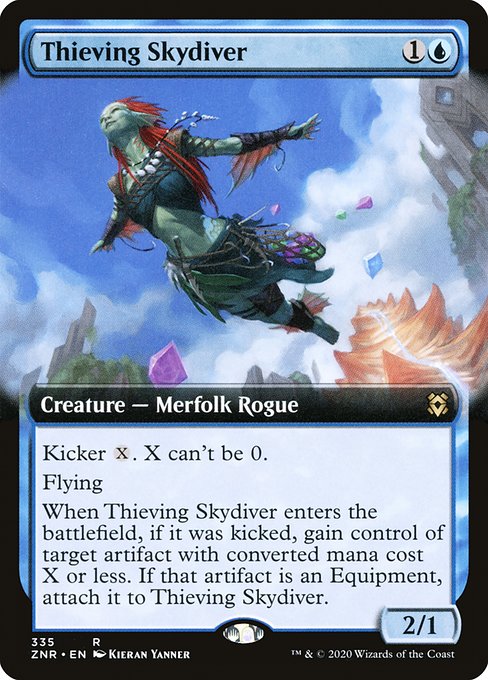 Thieving Skydiver 1
Creature — Merfolk Rogue
Kicker X. X can't be 0.
Flying
When Thieving Skydiver enters the
battlefield, if it was kicked, gain control of
target artifact with converted mana cost
X or less. If that artifact is an Equipment,
attach it to Thieving Skydiver.
2/1
335 R
ZNR • EN Kieran Yanner
™ & © 2020 Wizards of the Coast